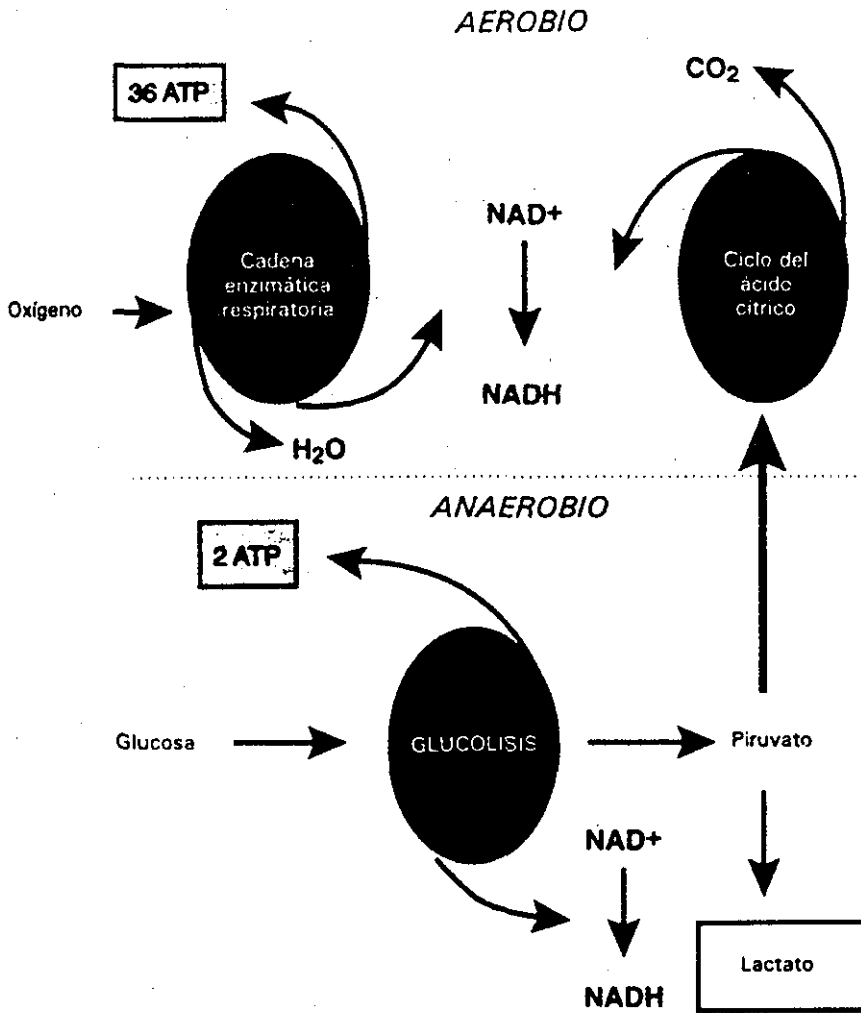 AEROBIO
36 ATP
CO₂
NAD+
Cadena
enzimática
respiratoria
Ciclo del
ácido
cítrico
Oxígeno
NADH
H₂O
ANAEROBIO
2 ATP
Glucosa
GLUCOLISIS
Piruvato
NAD+
NADH
Lactato